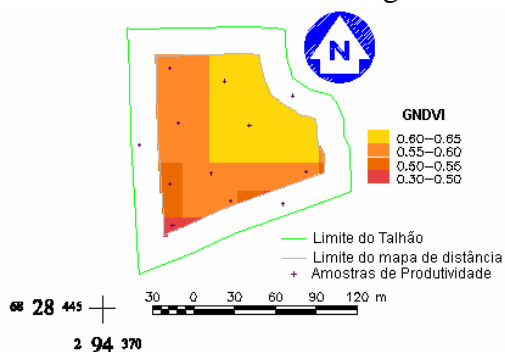 N
GNDVI
0.60-0.65
0.55-0.60
0.50-0.55
0.30-0.50
Limite do Talhão
Limite do mapa de distância
Amostras de Produtividade
30 0 30 60 90 120 m
68 28 445
2 94 370